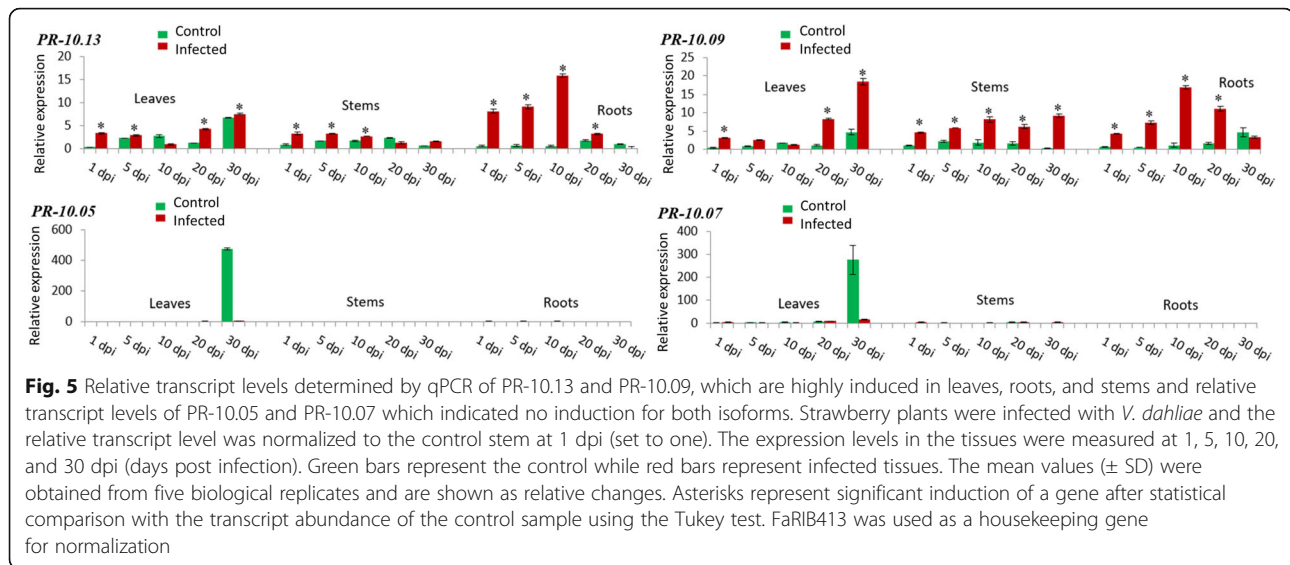 PR-10.13
Control
Infected
Relative expression
20
15
10
5
0
Leaves
Stems
Roots
* * * * * * * * * * *
1 dpi 5 dpi 10 dpi 20 dpi 30 dpi 1 dpi 5 dpi 10 dpi 20 dpi 30 dpi 1 dpi 5 dpi 10 dpi 20 dpi 30 dpi
PR-10.09
Control
Infected
Relative expression
25
20
15
10
5
0
Leaves
Stems
Roots
* * * * * * * * * * * *
1 dpi 5 dpi 10 dpi 20 dpi 30 dpi 1 dpi 5 dpi 10 dpi 20 dpi 30 dpi 1 dpi 5 dpi 10 dpi 20 dpi 30 dpi
PR-10.05
Control
Infected
Relative expression
600
400
200
0
Leaves
Stems
Roots
1 dpi 5 dpi 10 dpi 20 dpi 30 dpi 1 dpi 5 dpi 10 dpi 20 dpi 30 dpi 1 dpi 5 dpi 10 dpi 20 dpi 30 dpi
PR-10.07
Control
Infected
Relative expression
400
300
200
100
0
Leaves
Stems
Roots
1 dpi 5 dpi 10 dpi 20 dpi 30 dpi 1 dpi 5 dpi 10 dpi 20 dpi 30 dpi 1 dpi 5 dpi 10 dpi 20 dpi 30 dpi
Fig. 5 Relative transcript levels determined by qPCR of PR-10.13 and PR-10.09, which are highly induced in leaves, roots, and stems and relative
transcript levels of PR-10.05 and PR-10.07 which indicated no induction for both isoforms. Strawberry plants were infected with V. dahliae and the
relative transcript level was normalized to the control stem at 1 dpi (set to one). The expression levels in the tissues were measured at 1, 5, 10, 20,
and 30 dpi (days post infection). Green bars represent the control while red bars represent infected tissues. The mean values (± SD) were
obtained from five biological replicates and are shown as relative changes. Asterisks represent significant induction of a gene after statistical
comparison with the transcript abundance of the control sample using the Tukey test. FaRIB413 was used as a housekeeping gene
for normalization